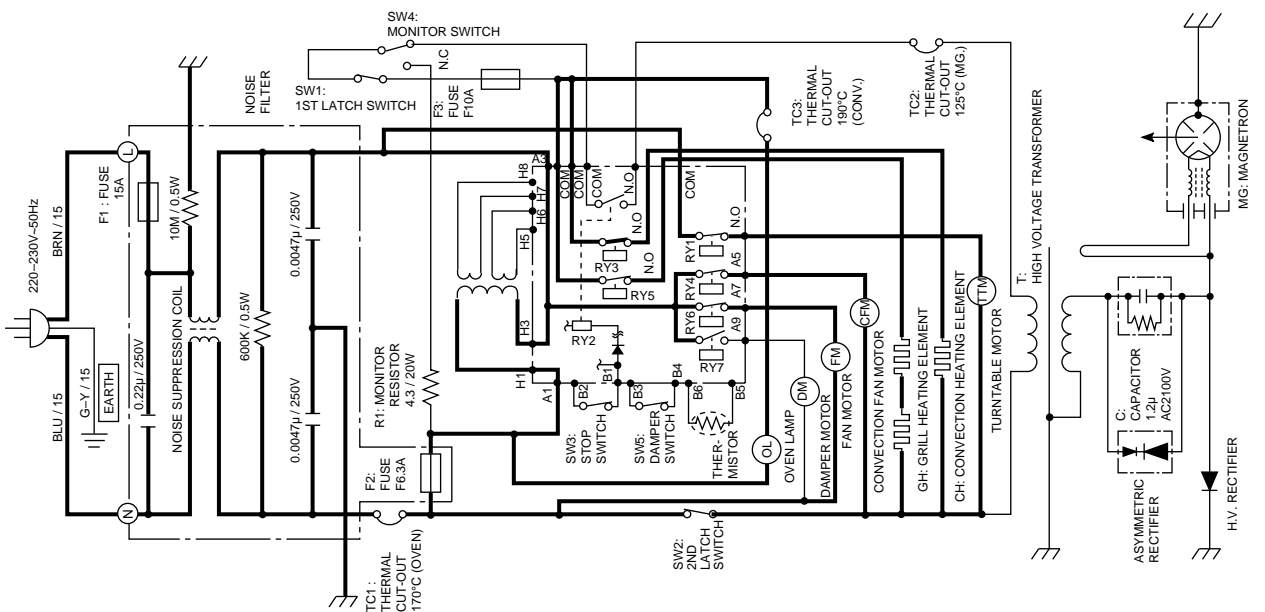 SW4:
MONITOR SWITCH
N.C
SW1:
1ST LATCH SWITCH
NOISE
FILTER
F3:
FUSE
F10A
TC3:
THERMAL
CUT-OUT
190°C
(CONV.)
TC2:
THERMAL
CUT-OUT
125°C (MG.)
MG: MAGNETRON
T:
HIGH VOLTAGE TRANSFORMER
220–230V~50Hz
BRN / 15
BLU / 15
G–Y / 15
EARTH
L
N
F1 : FUSE
15A
10M / 0.5W
0.22µ / 250V
NOISE SUPPRESSION COIL
600K / 0.5W
0.0047µ / 250V
0.0047µ / 250V
R1: MONITOR
RESISTOR
4.3 / 20W
F2:
FUSE
F6.3A
TC1 :
THERMAL
CUT-OUT
170°C (OVEN)
A3
H8
H7
H6
H5
H3
H1
A1
COM
COM
COM
COM
N.O
N.O
N.O
N.O
RY3
RY5
RY2
RY1
RY4
RY6
RY7
A5
A7
A9
B1
B2
B3
B4
B6
B5
SW3:
STOP
SWITCH
SW5:
DAMPER
SWITCH
THER-
MISTOR
OL
OVEN LAMP
DM
DAMPER MOTOR
FM
FAN MOTOR
CFM
CONVECTION FAN MOTOR
GH: GRILL HEATING ELEMENT
CH: CONVECTION HEATING ELEMENT
TTM
TURNTABLE MOTOR
SW2:
2ND
LATCH
SWITCH
C:
CAPACITOR
1.2µ
AC2100V
ASYMMETRIC
RECTIFIER
H.V. RECTIFIER